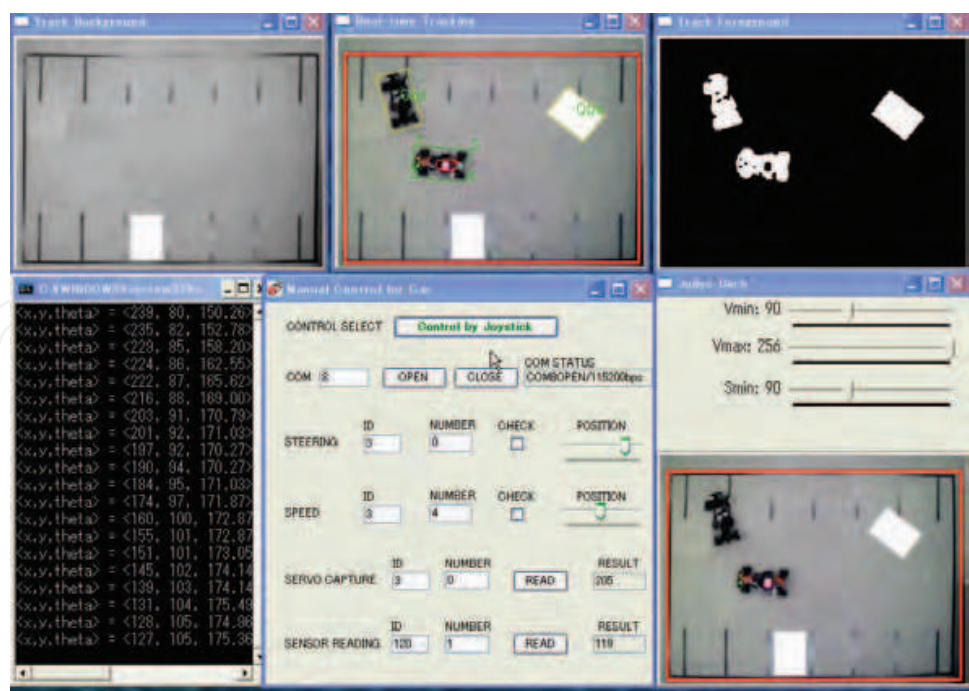 Track Background
Real-time Tracking
Track Foreground
<x,y,theta> = <239, 80, 150.26>
<x,y,theta> = <235, 82, 152.78>
<x,y,theta> = <229, 85, 158.20>
<x,y,theta> = <224, 86, 162.55>
<x,y,theta> = <222, 87, 165.62>
<x,y,theta> = <216, 88, 169.00>
<x,y,theta> = <203, 91, 170.79>
<x,y,theta> = <201, 92, 171.03>
<x,y,theta> = <197, 92, 170.27>
<x,y,theta> = <190, 94, 170.27>
<x,y,theta> = <184, 95, 171.03>
<x,y,theta> = <174, 97, 171.87>
<x,y,theta> = <160, 100, 172.87
<x,y,theta> = <155, 101, 172.87
<x,y,theta> = <151, 101, 173.05
<x,y,theta> = <145, 102, 174.14
<x,y,theta> = <139, 103, 174.14
<x,y,theta> = <131, 104, 175.49
<x,y,theta> = <128, 105, 174.86
<x,y,theta> = <127, 105, 175.36
Manual Control for Car
CONTROL SELECT Control by Joystick
COM STATUS
COM 8 OPEN CLOSE COM8OPEN/115200bps
ID NUMBER CHECK POSITION
STEERING 3 0
ID NUMBER CHECK POSITION
SPEED 3 4
ID NUMBER RESULT
SERVO CAPTURE 3 0 READ 205
ID NUMBER RESULT
SENSOR READING 120 1 READ 119
Vmin: 90
Vmax: 256
Smin: 90